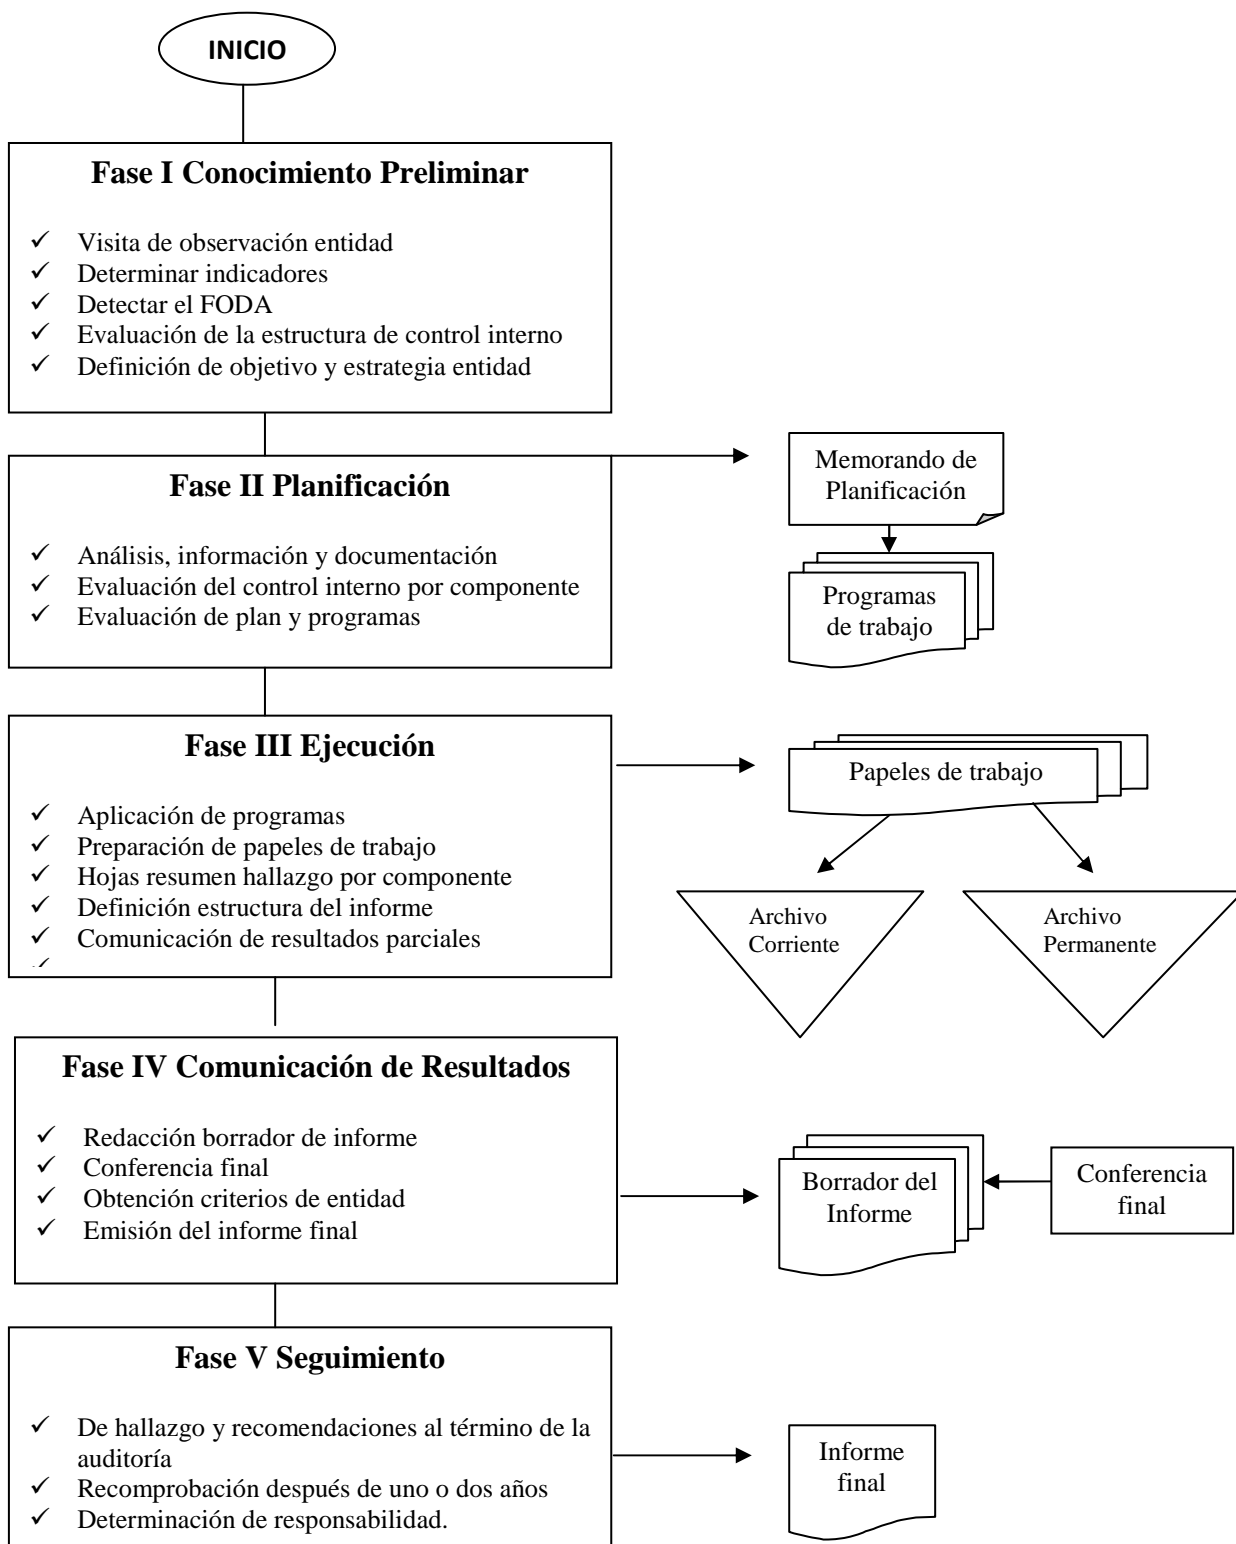 INICIO
Fase I Conocimiento Preliminar
✓ Visita de observación entidad
✓ Determinar indicadores
✓ Detectar el FODA
✓ Evaluación de la estructura de control interno
✓ Definición de objetivo y estrategia entidad
Fase II Planificación
✓ Análisis, información y documentación
✓ Evaluación del control interno por componente
✓ Evaluación de plan y programas
Memorando de
Planificación
Programas
de trabajo
Fase III Ejecución
✓ Aplicación de programas
✓ Preparación de papeles de trabajo
✓ Hojas resumen hallazgo por componente
✓ Definición estructura del informe
✓ Comunicación de resultados parciales
✓
Papeles de trabajo
Archivo
Corriente
Archivo
Permanente
Fase IV Comunicación de Resultados
✓ Redacción borrador de informe
✓ Conferencia final
✓ Obtención criterios de entidad
✓ Emisión del informe final
Borrador del
Informe
Conferencia
final
Fase V Seguimiento
✓ De hallazgo y recomendaciones al término de la
auditoría
✓ Recomprobación después de uno o dos años
✓ Determinación de responsabilidad.
Informe
final